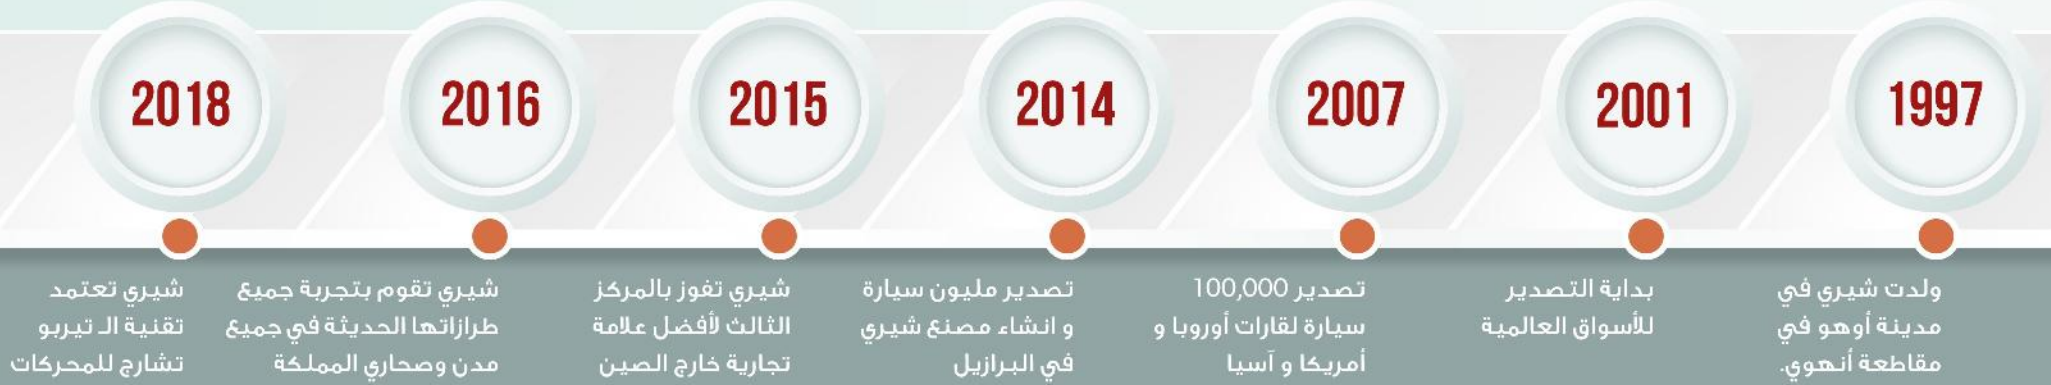 1997
ولدت شيري في
مدينة أوهو في
مقاطعة أنهوي.
2001
بداية التصدير
للأسواق العالمية
2007
تصدير 100,000
سيارة لقارات أوروبا و
أمريكا و آسيا
2014
تصدير مليون سيارة
و انشاء مصنع شيري
في البرازيل
2015
شيري تفوز بالمركز
الثالث لأفضل علامة
تجارية خارج الصين
2016
شيري تقوم بتجربة جميع
طرازاتها الحديثة في جميع
مدن وصحاري المملكة
2018
شيري تعتمد
تقنية الـ تيربو
تشارج للمحركات